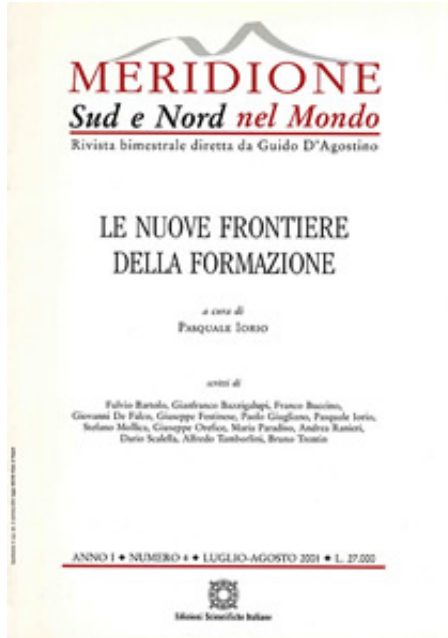 MERIDIONE
Sud e Nord nel Mondo
Rivista bimestrale diretta da Guido D'Agostino
LE NUOVE FRONTIERE
DELLA FORMAZIONE
a cura di
PASQUALE IORIO
scritti di
Fulvio Bartolo, Gianfranco Bazzigalupi, Franco Buccino,
Giovanni De Falco, Giuseppe Festinese, Paolo Giugliano, Pasquale Iorio,
Stefano Mollica, Giuseppe Orefice, Maria Paradiso, Andrea Ranieri,
Dario Scalella, Alfredo Tamborlini, Bruno Trentin
ANNO I ♦ NUMERO 4 ♦ LUGLIO-AGOSTO 2001 ♦ L. 27.000
Edizioni Scientifiche Italiane